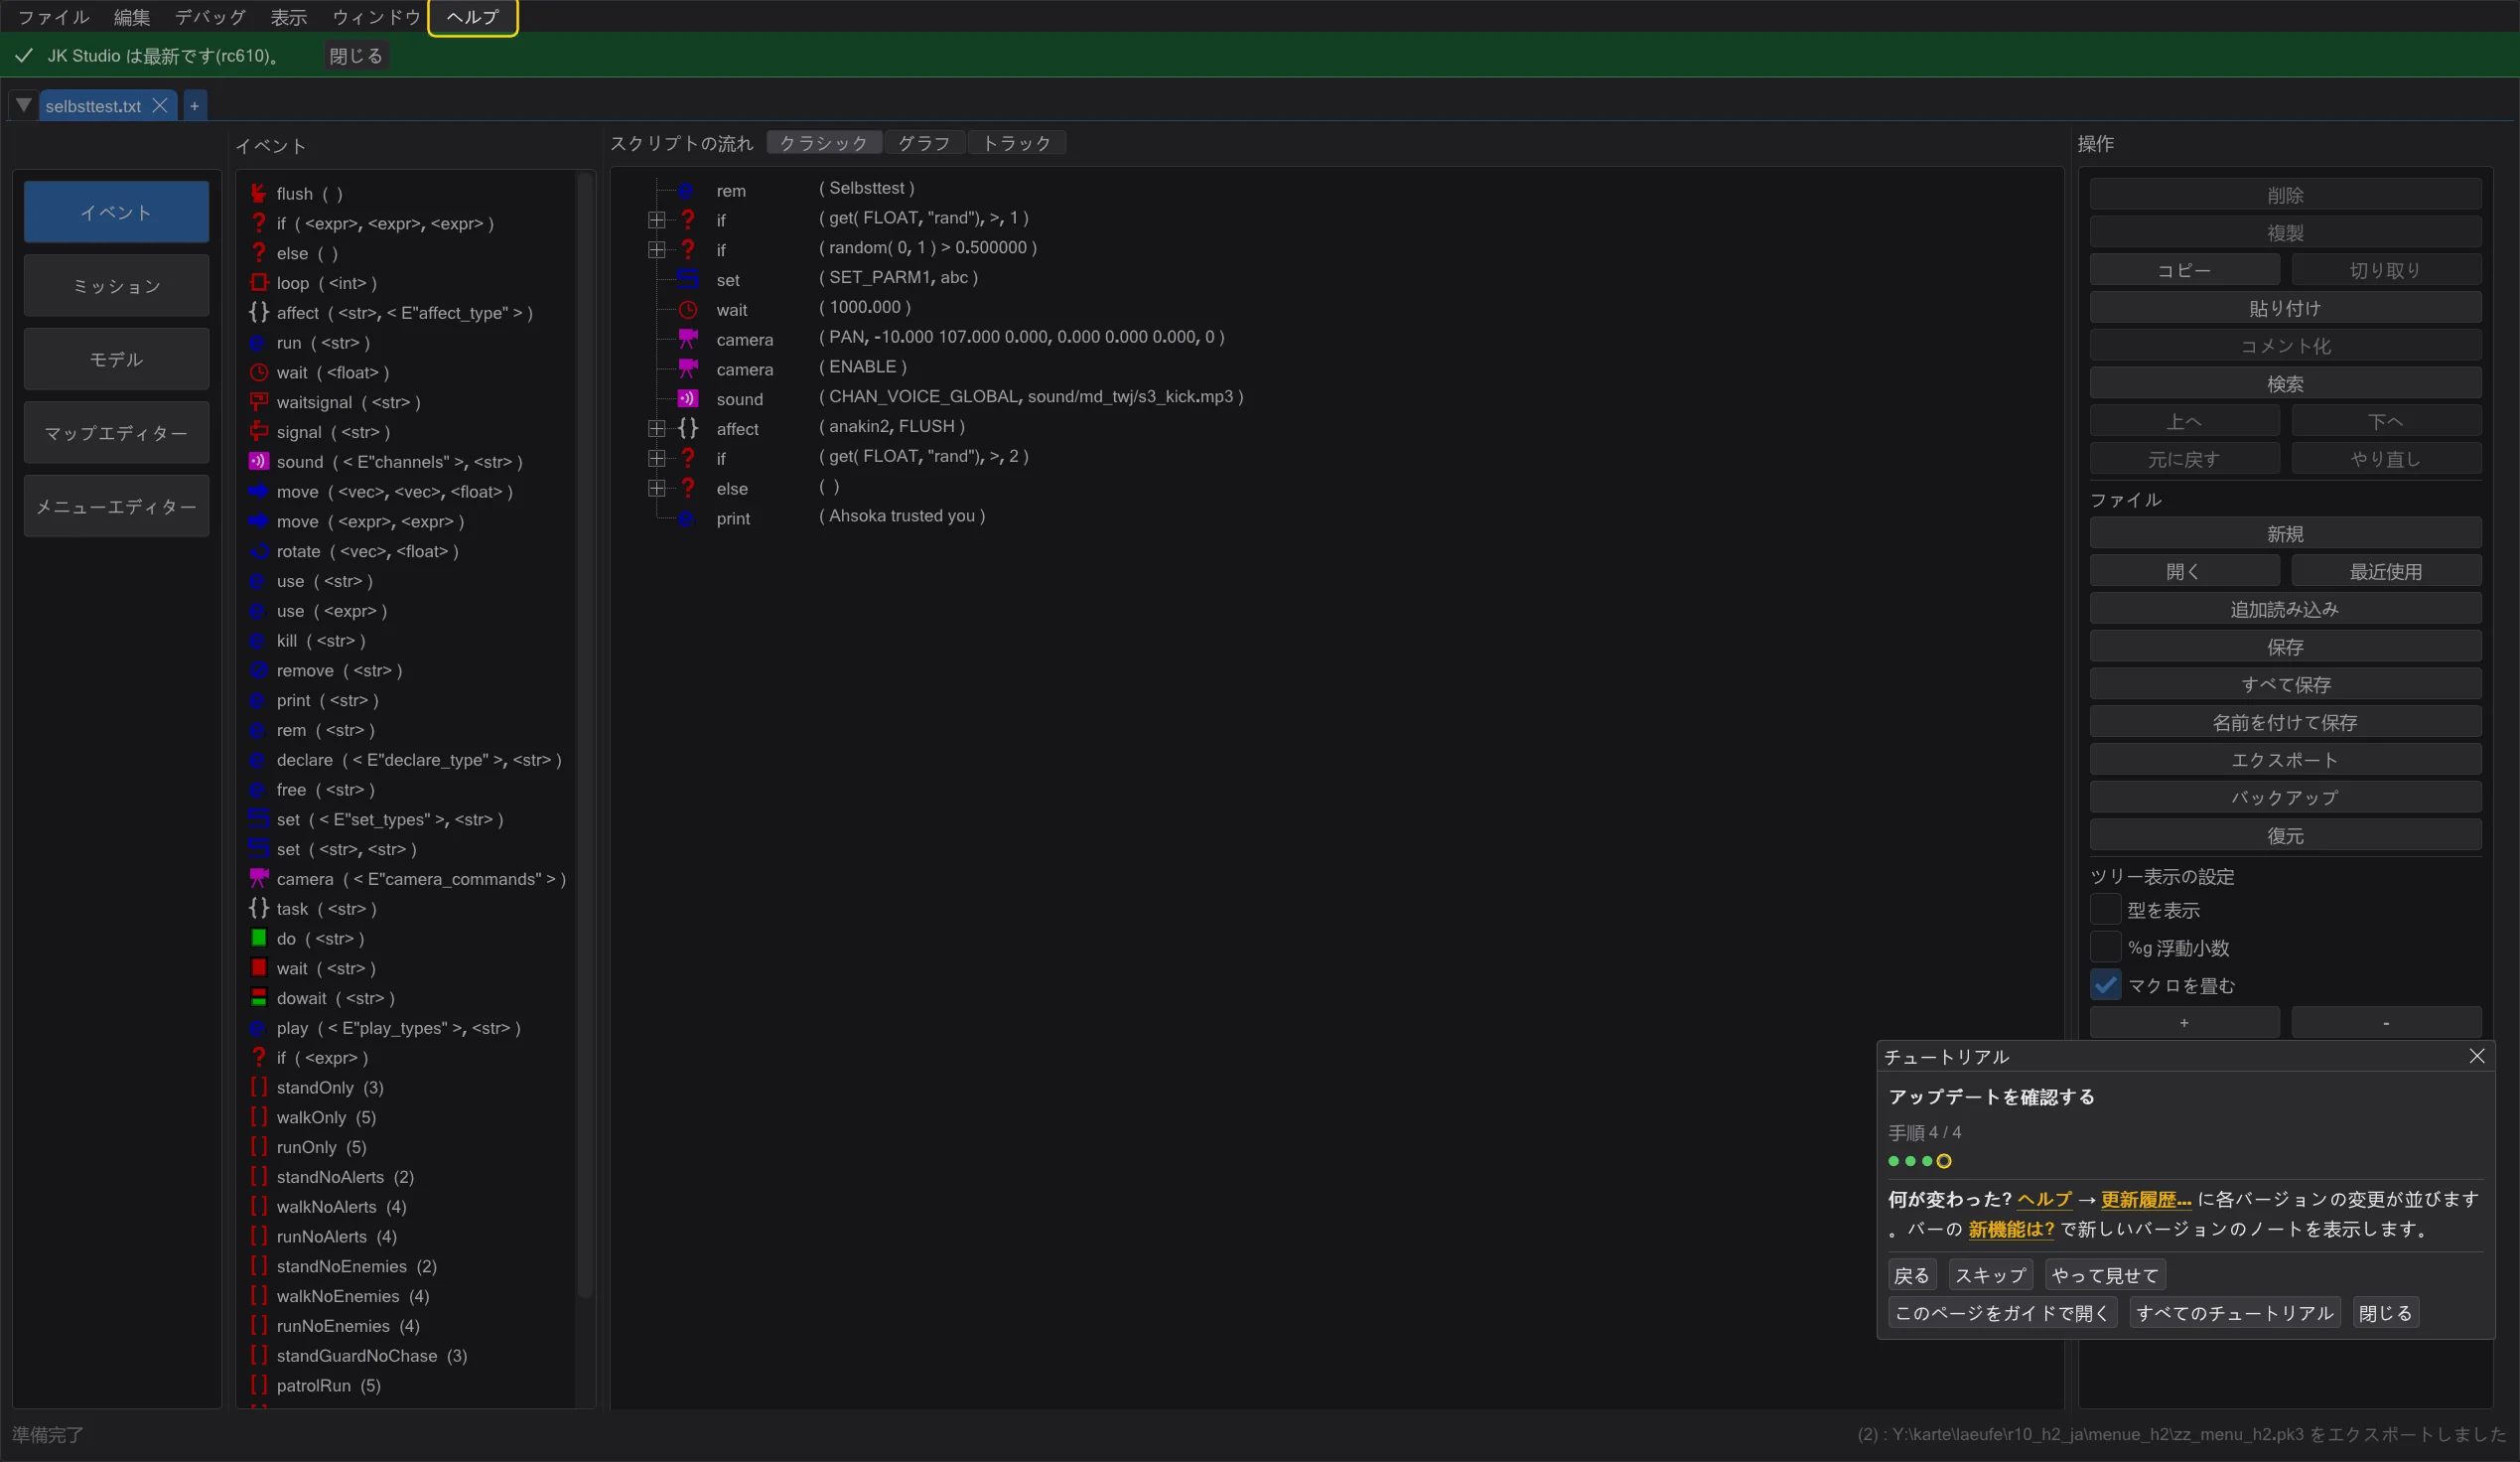 ファイル 編集 デバッグ 表示 ウィンドウ ヘルプ
JK Studio は最新です(rc610)。 閉じる
selbsttest.txt +
イベント
ミッション
モデル
マップエディター
メニューエディター
イベント
flush ( )
if ( <expr>, <expr>, <expr> )
else ( )
loop ( <int> )
affect ( <str>, < E"affect_type" > )
run ( <str> )
wait ( <float> )
waitsignal ( <str> )
signal ( <str> )
sound ( < E"channels" >, <str> )
move ( <vec>, <vec>, <float> )
move ( <expr>, <expr> )
rotate ( <vec>, <float> )
use ( <str> )
use ( <expr> )
kill ( <str> )
remove ( <str> )
print ( <str> )
rem ( <str> )
declare ( < E"declare_type" >, <str> )
free ( <str> )
set ( < E"set_types" >, <str> )
set ( <str>, <str> )
camera ( < E"camera_commands" > )
task ( <str> )
do ( <str> )
wait ( <str> )
dowait ( <str> )
play ( < E"play_types" >, <str> )
if ( <expr> )
standOnly (3)
walkOnly (5)
runOnly (5)
standNoAlerts (2)
walkNoAlerts (4)
runNoAlerts (4)
standNoEnemies (2)
walkNoEnemies (4)
runNoEnemies (4)
standGuardNoChase (3)
patrolRun (5)
スクリプトの流れ クラシック グラフ トラック
rem ( Selbsttest )
if ( get( FLOAT, "rand"), >, 1 )
if ( random( 0, 1 ) > 0.500000 )
set ( SET_PARM1, abc )
wait ( 1000.000 )
camera ( PAN, -10.000 107.000 0.000, 0.000 0.000 0.000, 0 )
camera ( ENABLE )
sound ( CHAN_VOICE_GLOBAL, sound/md_twj/s3_kick.mp3 )
affect ( anakin2, FLUSH )
if ( get( FLOAT, "rand"), >, 2 )
else ( )
print ( Ahsoka trusted you )
操作
削除
複製
コピー 切り取り
貼り付け
コメント化
検索
上へ 下へ
元に戻す やり直し
ファイル
新規
開く 最近使用
追加読み込み
保存
すべて保存
名前を付けて保存
エクスポート
バックアップ
復元
ツリー表示の設定
型を表示
%g 浮動小数
マクロを畳む
+ -
チュートリアル
アップデートを確認する
手順 4 / 4
何が変わった? ヘルプ → 更新履歴... に各バージョンの変更が並びます
。バーの 新機能は? で新しいバージョンのノートを表示します。
戻る スキップ やって見せて
このページをガイドで開く すべてのチュートリアル 閉じる
準備完了
(2) : Y:\karte\laeufe\r10_h2_ja\menue_h2\zz_menu_h2.pk3 をエクスポートしました